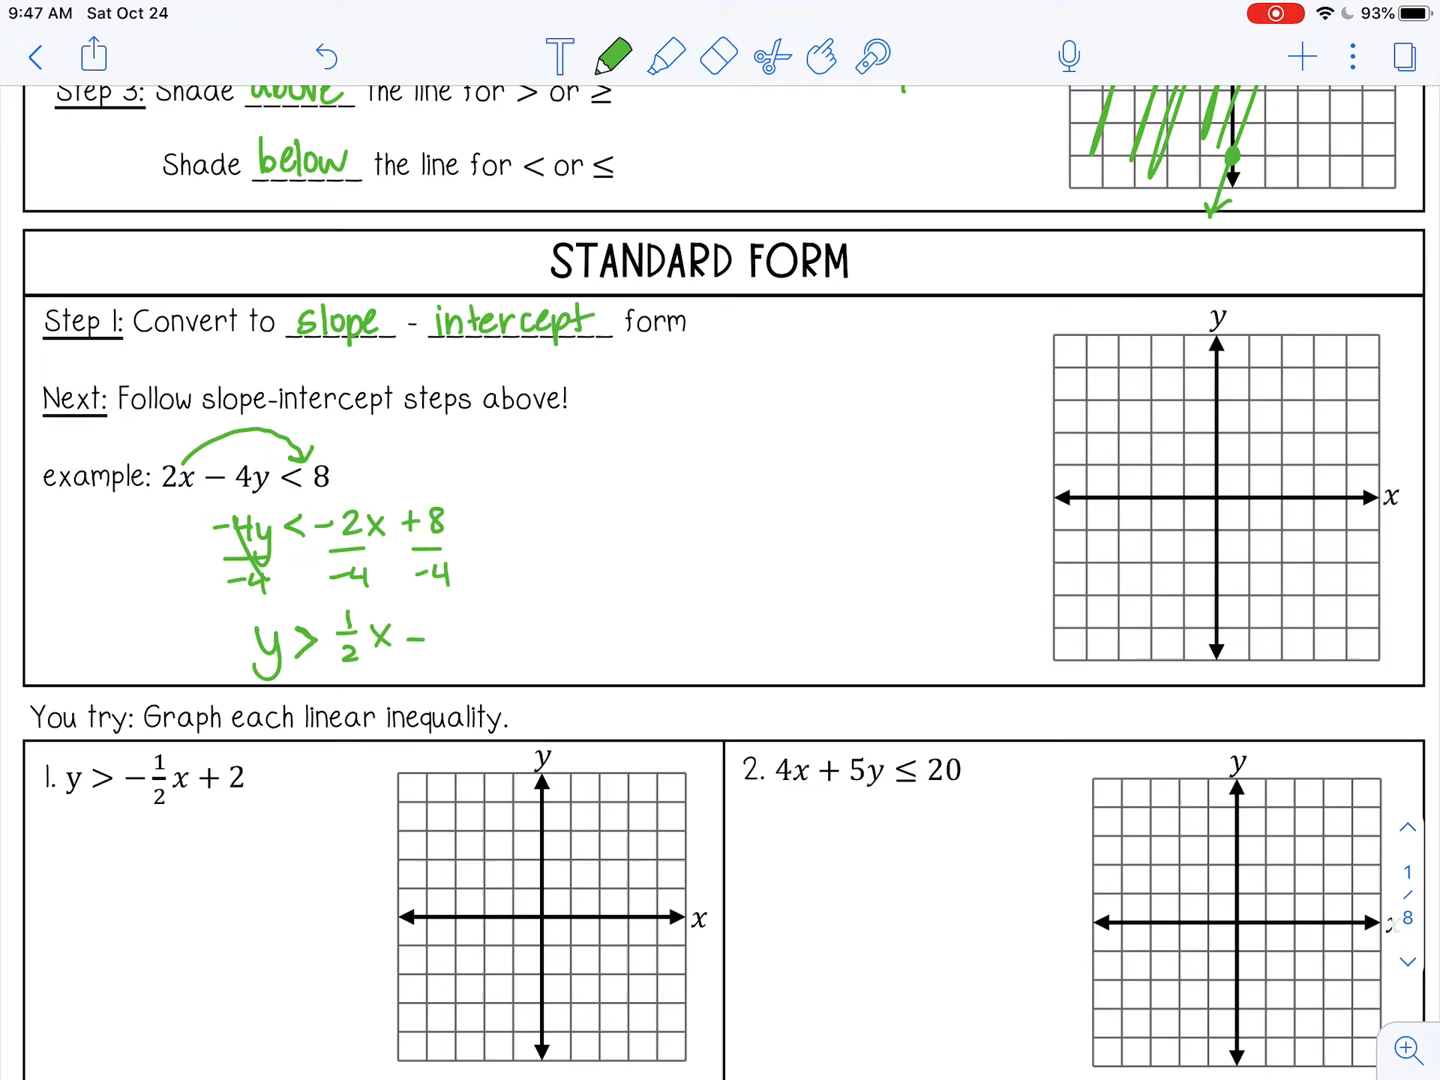 9:47 AM Sat Oct 24
93%
T
Step 3: Shade above the line for > or ≥
Shade below the line for < or ≤
STANDARD FORM
Step 1: Convert to slope - intercept form
Next: Follow slope-intercept steps above!
example: 2x − 4y < 8
-4y < -2x +8
-4 -4 -4
y > 1/2 x -
y
x
You try: Graph each linear inequality.
1. y > −1/2 x + 2
y
x
2. 4x + 5y ≤ 20
y
x
1
/
8